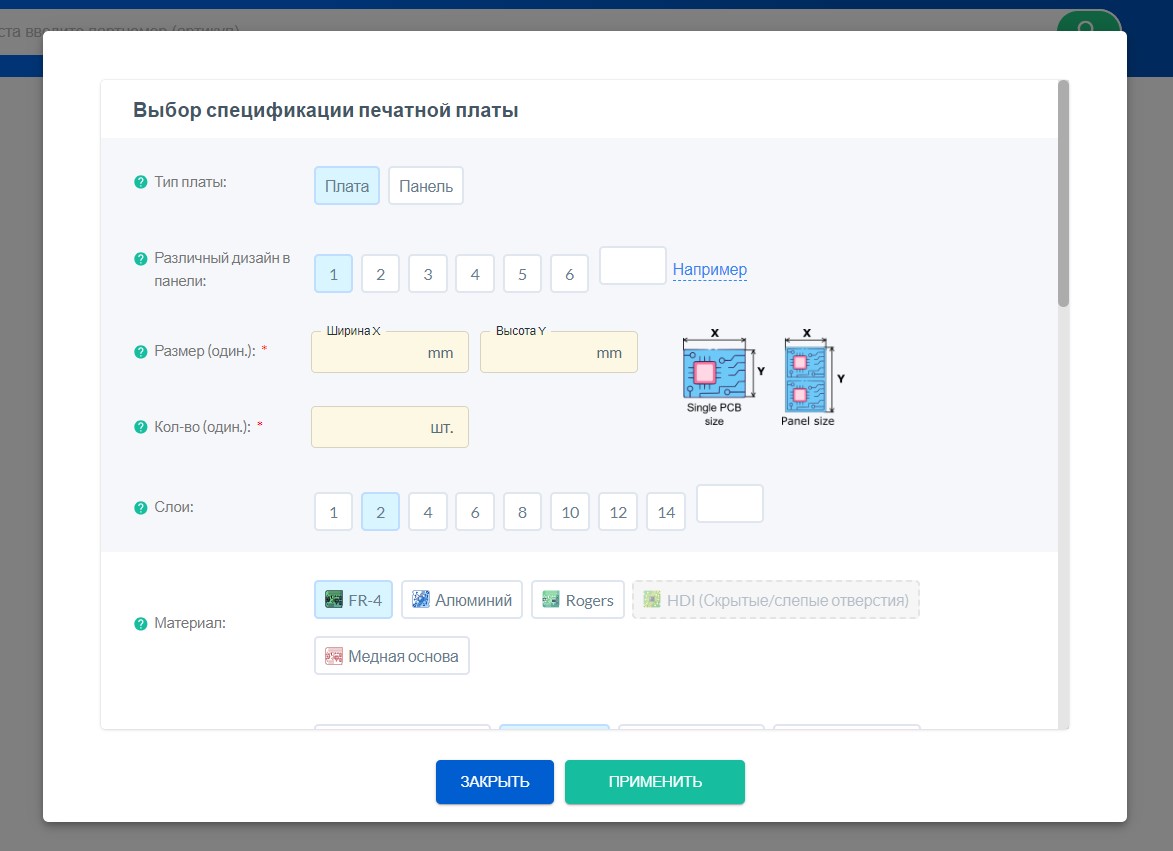 Выбор спецификации печатной платы
Тип платы:
Плата Панель
Различный дизайн в
панели:
1 2 3 4 5 6 Например
Размер (один.): *
Ширина X mm
Высота Y mm
X Y
Single PCB
size
X Y
Panel size
Кол-во (один.): *
шт.
Слои:
1 2 4 6 8 10 12 14
Материал:
FR-4 Алюминий Rogers HDI (Скрытые/слепые отверстия)
Медная основа
ЗАКРЫТЬ ПРИМЕНИТЬ